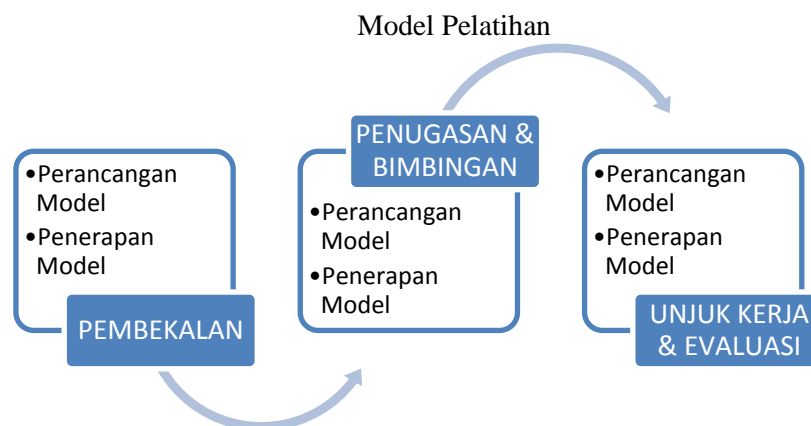 Model Pelatihan
•Perancangan
Model
•Penerapan
Model
PEMBEKALAN
PENUGASAN &
BIMBINGAN
•Perancangan
Model
•Penerapan
Model
•Perancangan
Model
•Penerapan
Model
UNJUK KERJA
& EVALUASI